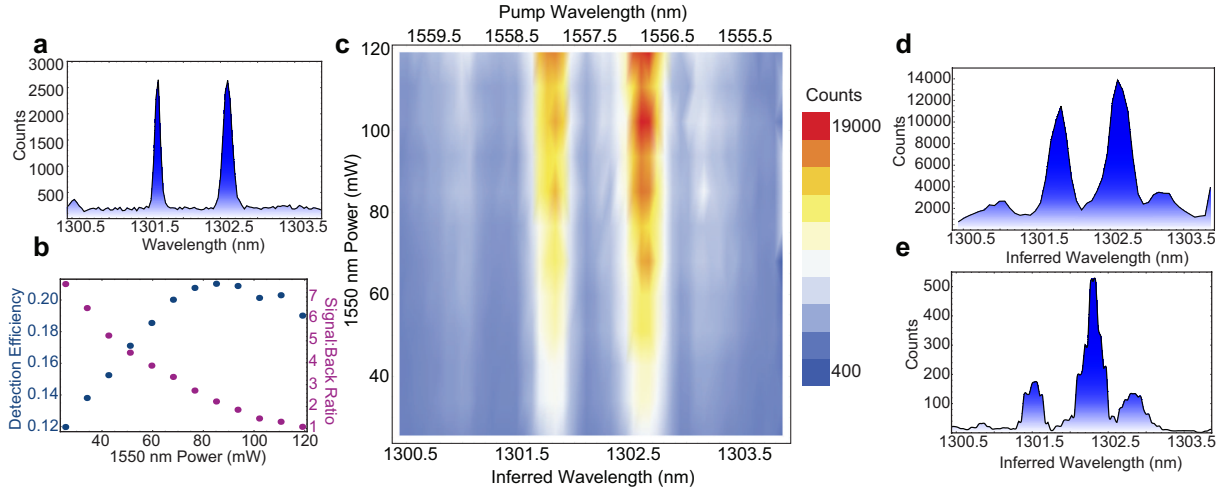 a
3000
2500
2000
1500
1000
500
Counts
1301.5 1302.5 1303.5
1300.5
Wavelength (nm)
b
0.20
0.18
0.16
0.14
0.12
Detection Efficiency
7
6
5
4
3
2
1
Signal:Back Ratio
40 60 80 100 120
1550 nm Power (mW)
Pump Wavelength (nm)
1559.5 1558.5 1557.5 1556.5 1555.5
c
120
100
80
60
40
1550 nm Power (mW)
1300.5 1301.5 1302.5 1303.5
Inferred Wavelength (nm)
Counts
19000
400
d
14000
12000
10000
8000
6000
4000
2000
Counts
1300.5 1301.5 1302.5 1303.5
Inferred Wavelength (nm)
e
500
400
300
200
100
Counts
1300.5 1301.5 1302.5 1303.5
Inferred Wavelength (nm)